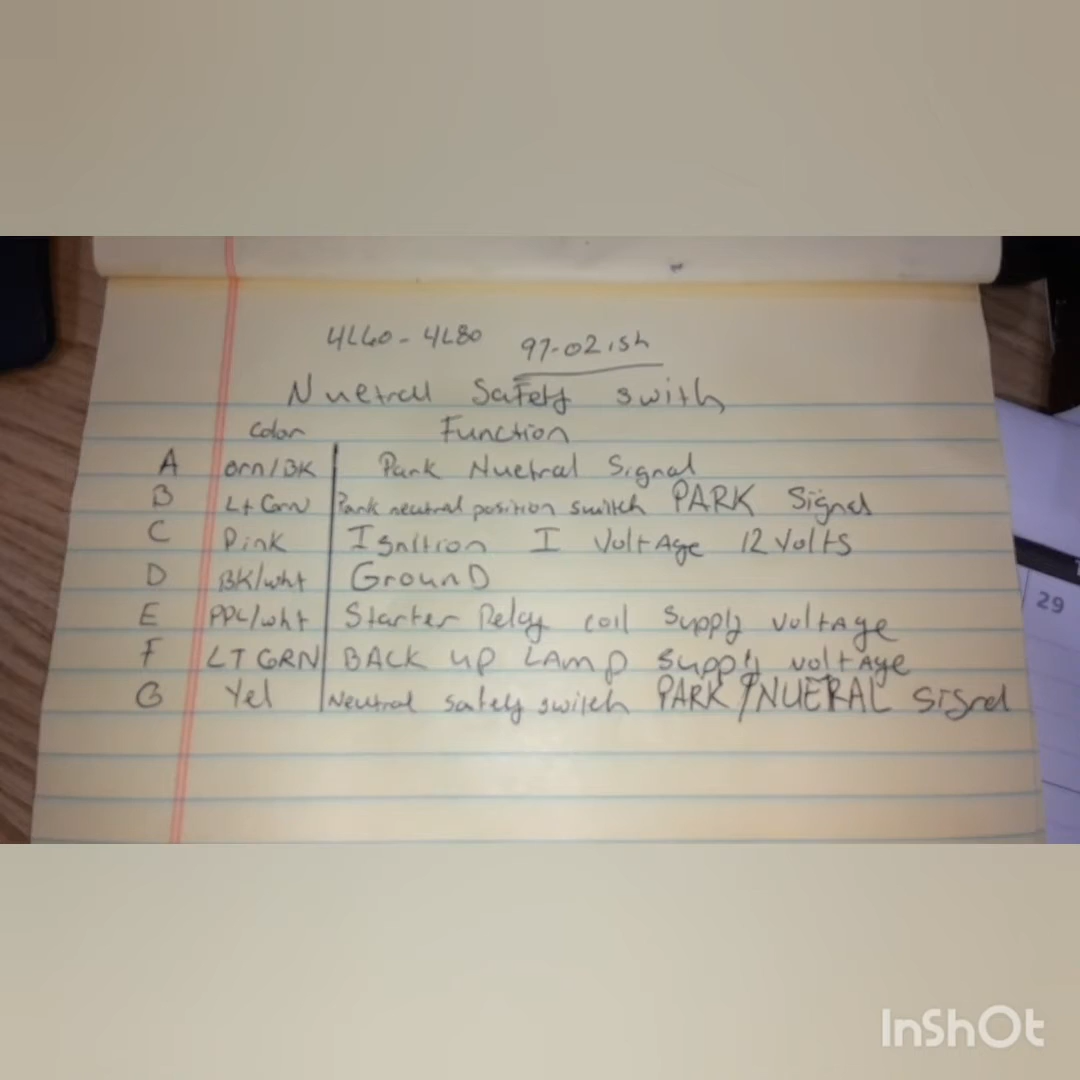 4L60 - 4L80 97-02ish
Nuetrall Safety swith
Color Function
A Orn/BK Park Nuetral Signal
B Lt Grn Park neutral position switch PARK Signal
C Pink Ignition I Voltage 12 Volts
D BK/wht GrounD
E PPL/wht Starter Relay coil supply voltage
F LT GRN BACK up LAmp supply voltage
G Yel Neutral safety switch PARK/NUERAL Signal
29
InShOt